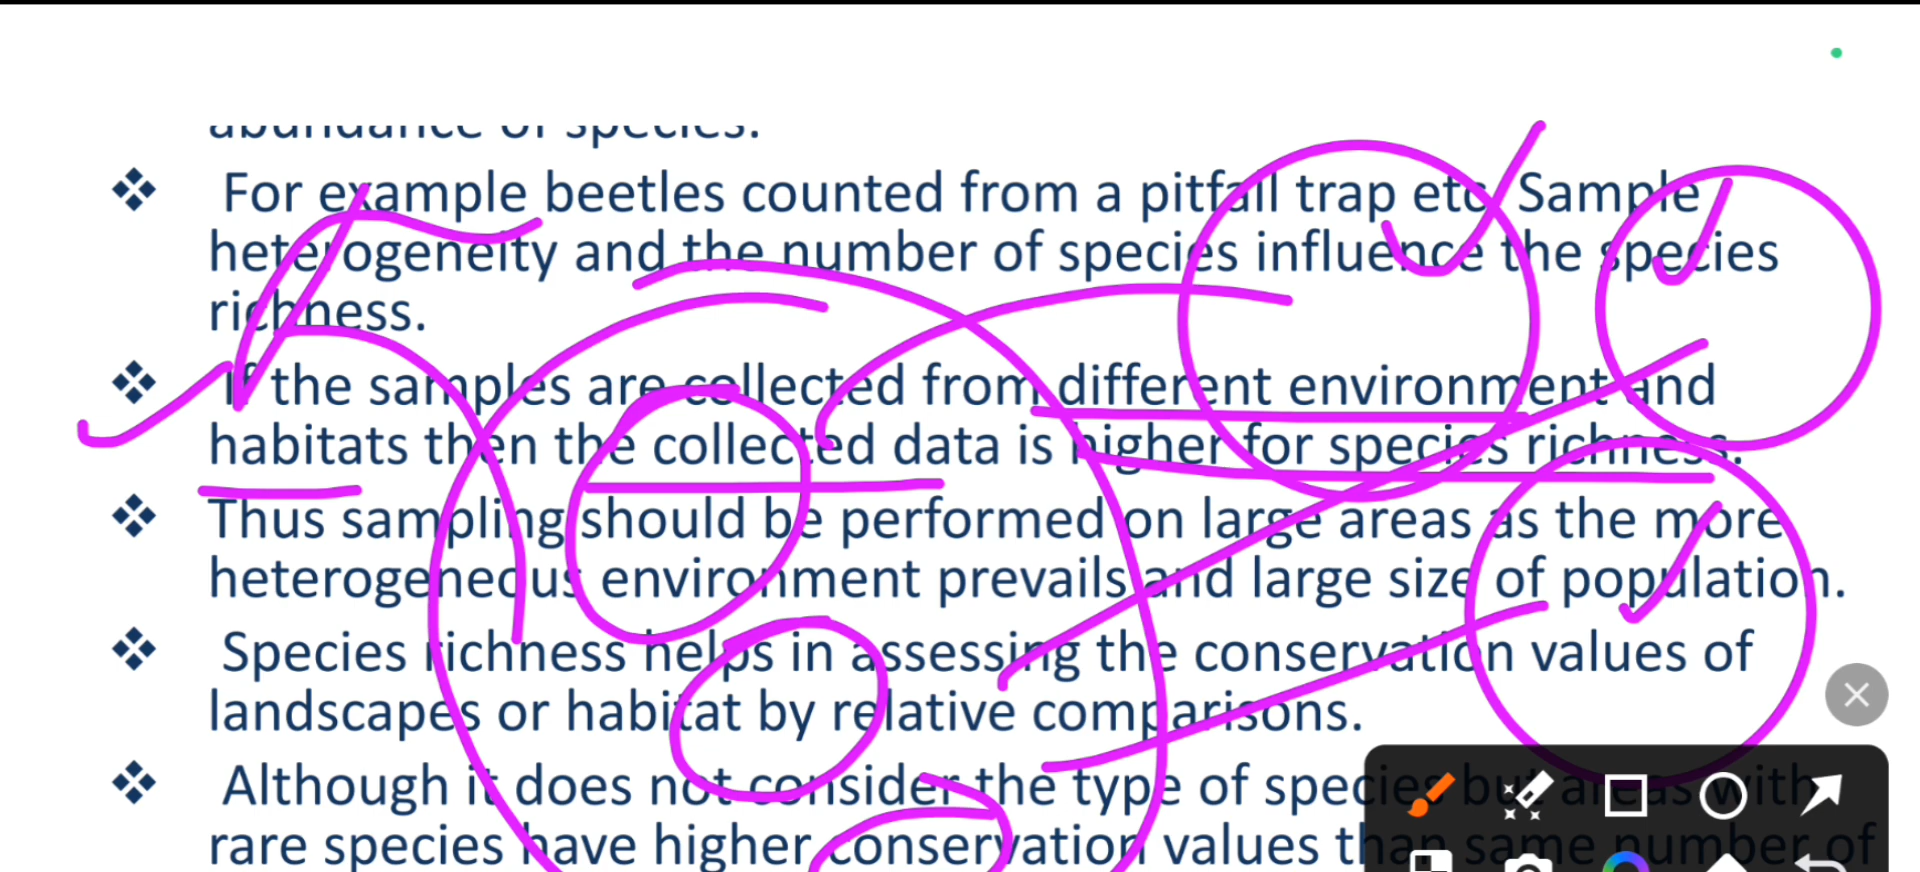 abundance of species.
❖ For example beetles counted from a pitfall trap etc. Sample
heterogeneity and the number of species influence the species
richness.
❖ If the samples are collected from different environment and
habitats then the collected data is higher for species richness.
❖ Thus sampling should be performed on large areas as the more
heterogeneous environment prevails and large size of population.
❖ Species richness helps in assessing the conservation values of
landscapes or habitat by relative comparisons.
❖ Although it does not consider the type of species but areas with
rare species have higher conservation values than same number of